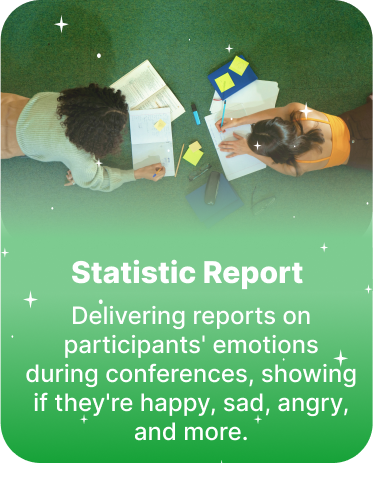 Statistic Report
Delivering reports on
participants' emotions
during conferences, showing
if they're happy, sad, angry,
and more.